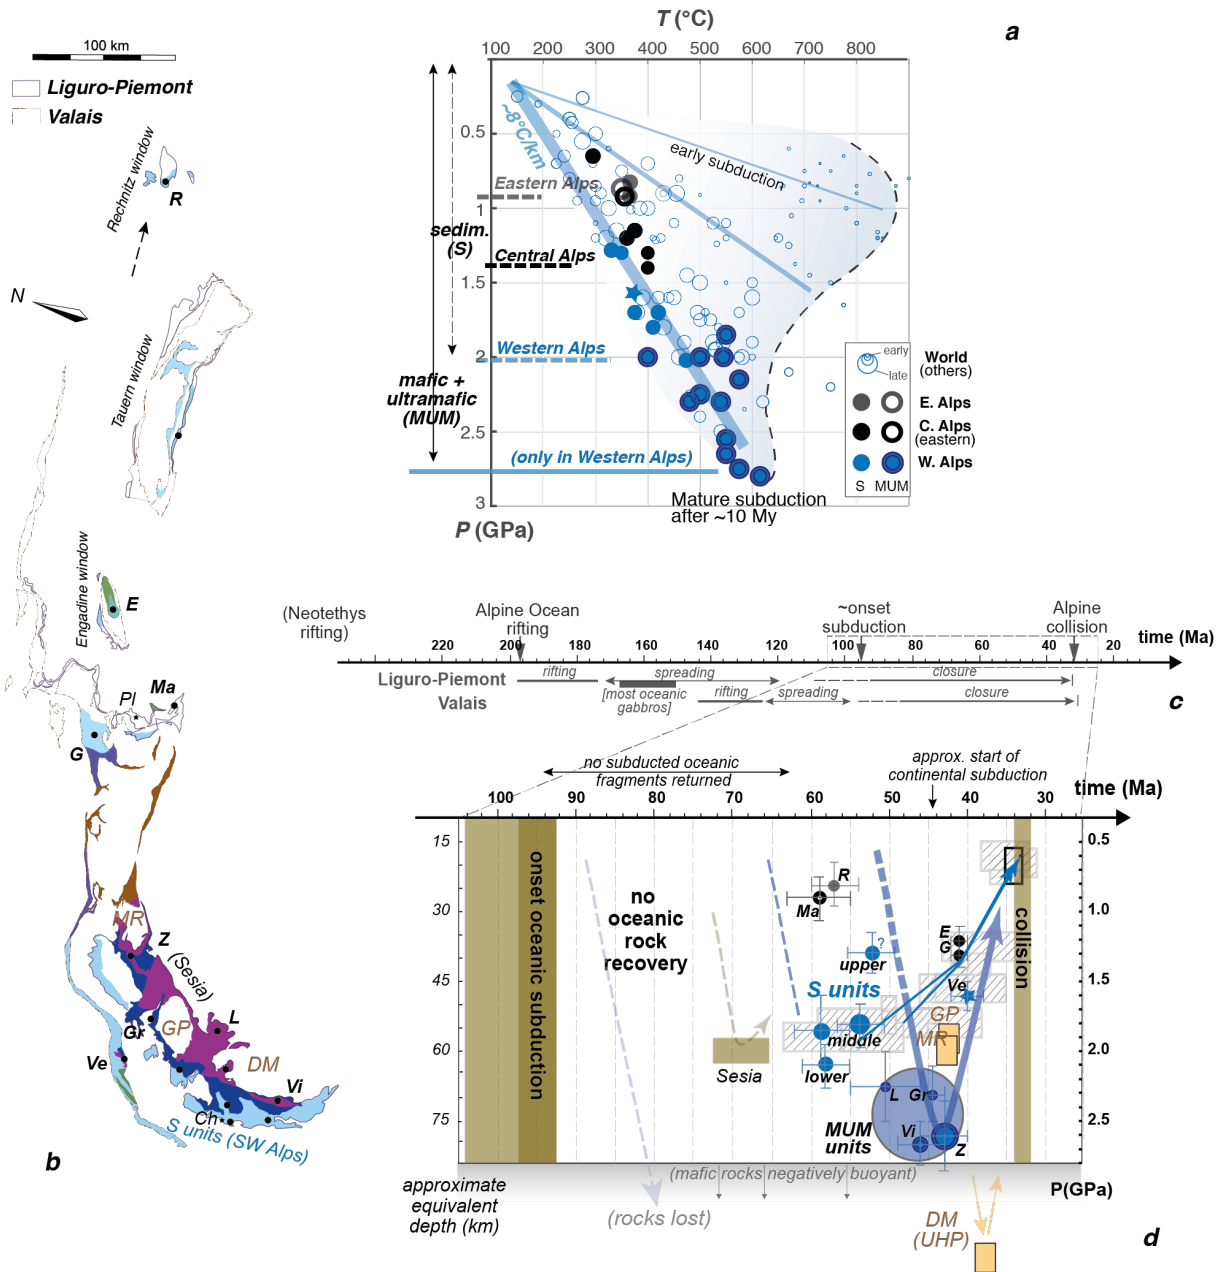 T (°C)
a
100 200 300 400 500 600 700 800
0.5
1
1.5
2
2.5
3
P (GPa)
~8°C/km
early subduction
Eastern Alps
sedim.
(S)
Central Alps
Western Alps
mafic +
ultramafic
(MUM)
(only in Western Alps)
Mature subduction
after ~10 My
early
late
World
(others)
E. Alps
C. Alps
(eastern)
W. Alps
S MUM
100 km
Liguro-Piemont
Valais
Rechnitz window
R
N
Tauern window
Engadine window
E
Pl
Ma
G
MR
Z
(Sesia)
Gr
GP
L
Ve
DM
Vi
Ch
S units (SW Alps)
b
(Neotethys
rifting)
Alpine Ocean
rifting
~onset
subduction
Alpine
collision
time (Ma)
220 200 180 160 140 120 100 80 60 40 20
Liguro-Piemont
rifting
spreading
closure
[most oceanic
gabbros]
Valais
rifting
spreading
closure
c
no subducted oceanic
fragments returned
approx. start of
continental subduction
time (Ma)
100 90 80 70 60 50 40 30
15
30
45
60
75
0.5
1.0
1.5
2.0
2.5
onset oceanic subduction
no
oceanic
rock
recovery
R
Ma
upper
?
S units
E
G
Ve
collision
GP
MR
middle
Sesia
lower
L
Gr
MUM
units
Vi
Z
(mafic rocks negatively buoyant)
approximate
equivalent
depth (km)
P(GPa)
(rocks lost)
DM
(UHP)
d